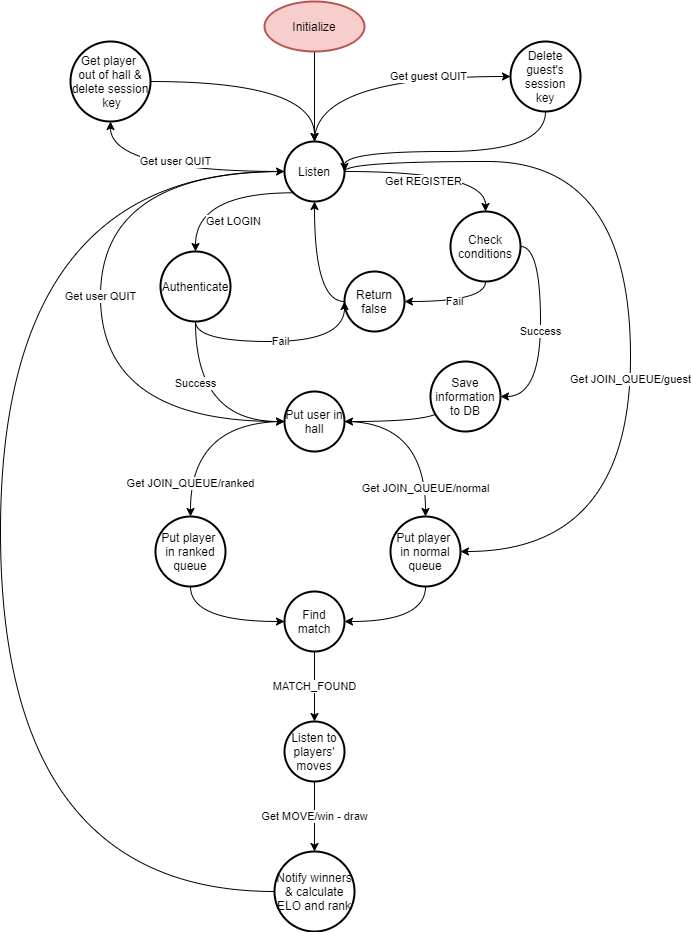 Initialize
Get player
out of hall &
delete session
key
Get guest QUIT
Delete
guest's
session
key
Get user QUIT
Listen
Get REGISTER
Get LOGIN
Check
conditions
Authenticate
Return
false
Fail
Get user QUIT
Success
Fail
Success
Get JOIN_QUEUE/guest
Save
information
to DB
Put user in
hall
Get JOIN_QUEUE/ranked
Get JOIN_QUEUE/normal
Put player
in ranked
queue
Put player
in normal
queue
Find
match
MATCH_FOUND
Listen to
players'
moves
Get MOVE/win - draw
Notify winners
& calculate
ELO and rank